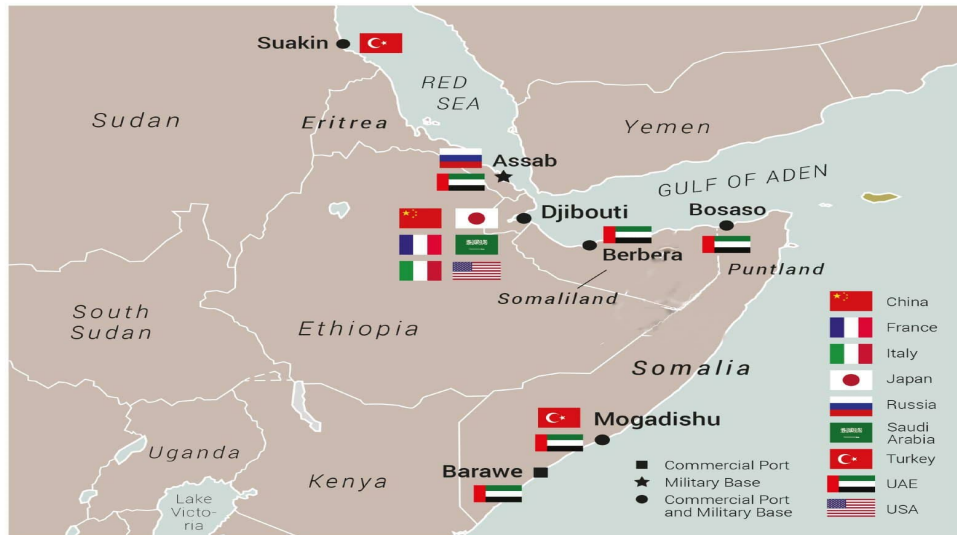 Suakin
RED
SEA
Sudan
Eritrea
Yemen
Assab
GULF OF ADEN
Djibouti
Bosaso
Berbera
Puntland
Somaliland
South
Sudan
Ethiopia
Somalia
Mogadishu
Uganda
Kenya
Barawe
Lake
Victo-
ria
Commercial Port
Military Base
Commercial Port
and Military Base
China
France
Italy
Japan
Russia
Saudi
Arabia
Turkey
UAE
USA